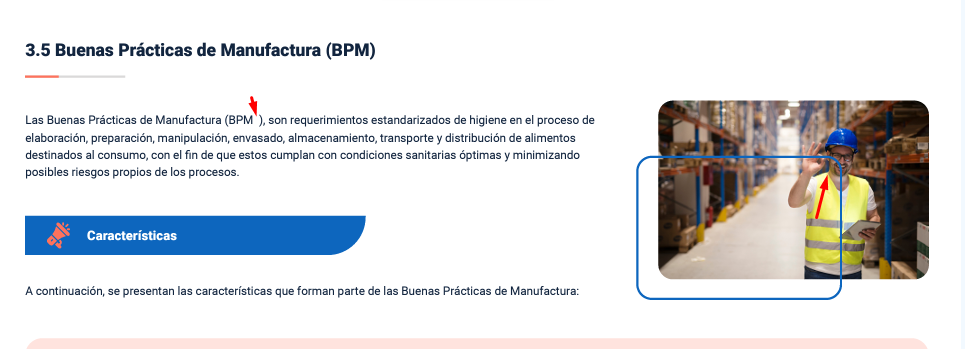 3.5 Buenas Prácticas de Manufactura (BPM)
Las Buenas Prácticas de Manufactura (BPM ), son requerimientos estandarizados de higiene en el proceso de
elaboración, preparación, manipulación, envasado, almacenamiento, transporte y distribución de alimentos
destinados al consumo, con el fin de que estos cumplan con condiciones sanitarias óptimas y minimizando
posibles riesgos propios de los procesos.
Características
A continuación, se presentan las características que forman parte de las Buenas Prácticas de Manufactura: